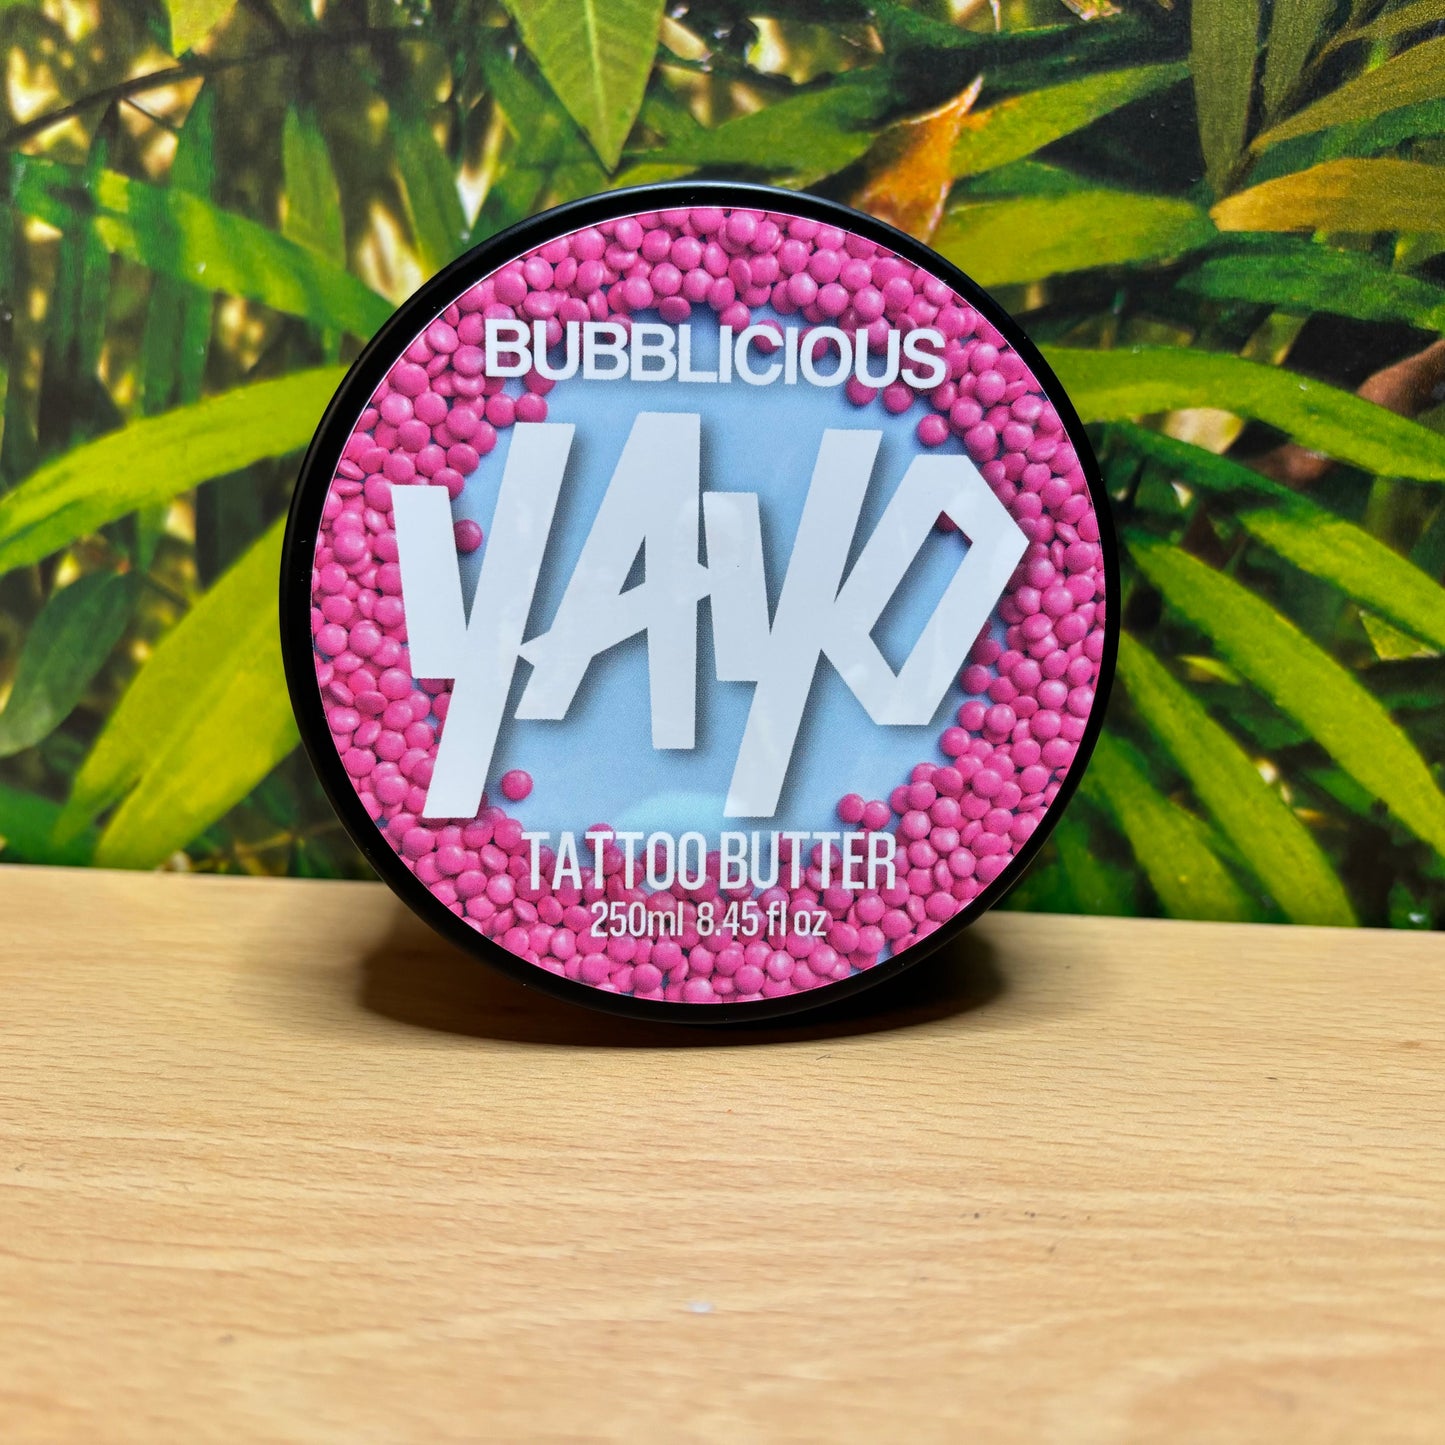 BUBBLICIOUS
YAYO
TATTOO BUTTER
250ml 8.45 fl oz